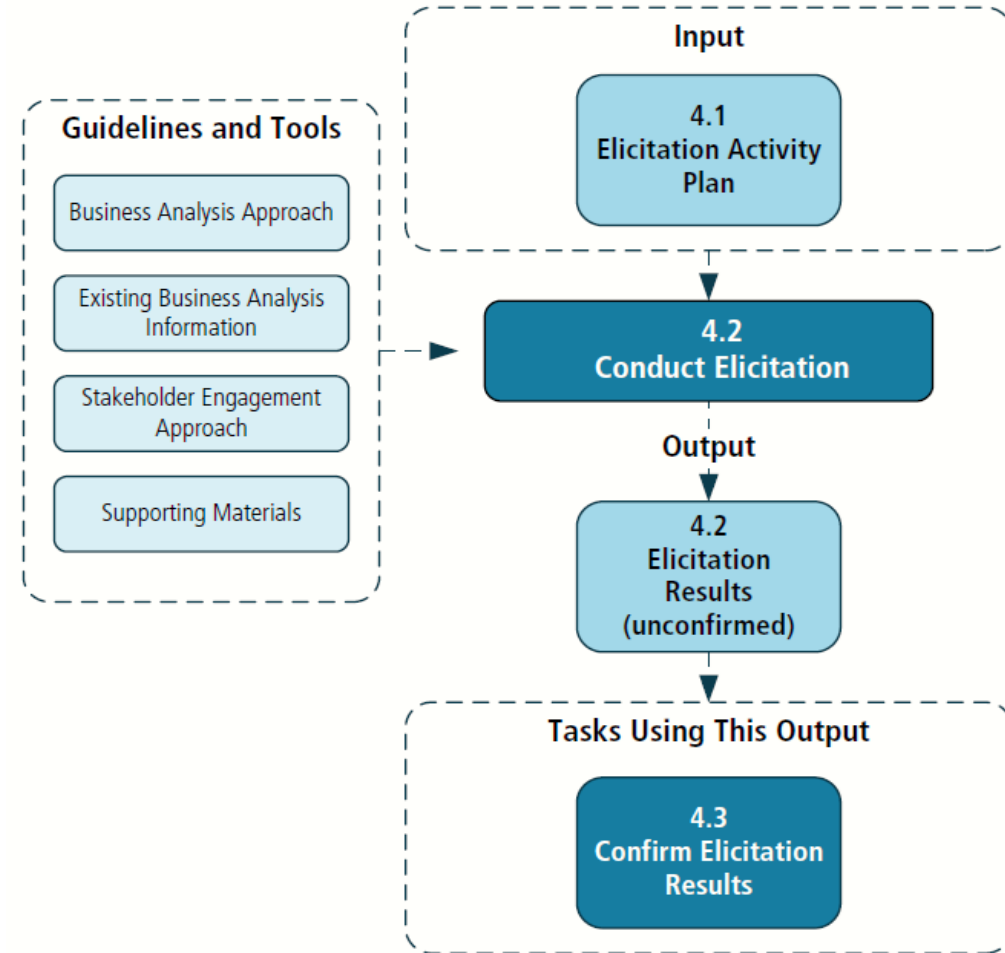 Input
4.1
Elicitation Activity
Plan
Guidelines and Tools
Business Analysis Approach
Existing Business Analysis
Information
Stakeholder Engagement
Approach
Supporting Materials
4.2
Conduct Elicitation
Output
4.2
Elicitation
Results
(unconfirmed)
Tasks Using This Output
4.3
Confirm Elicitation
Results